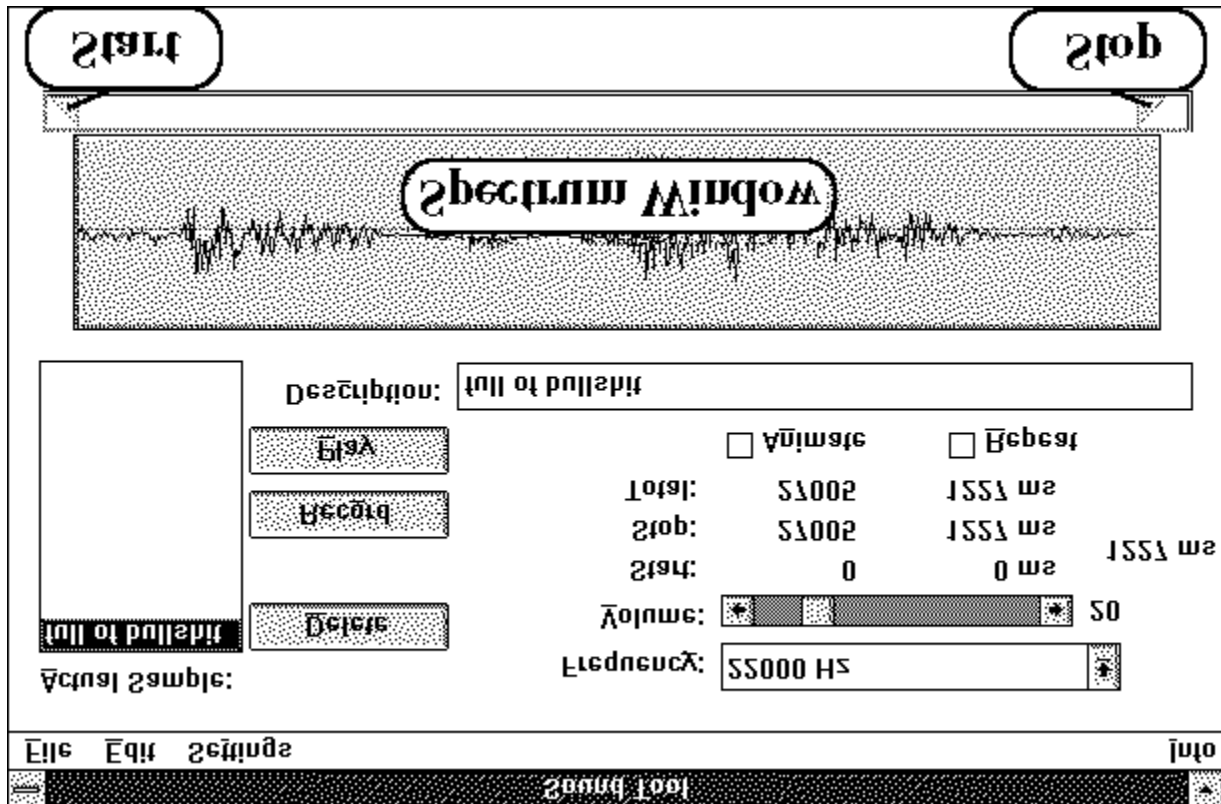 Sound Tool
File Edit Settings Info
Actual Sample:
full of bullshit
Frequency: 22000 Hz
Volume: 20
Delete
Start: 0 0 ms
1227 ms
Stop: 27005 1227 ms
Record
Total: 27005 1227 ms
Play
Animate Repeat
Description: full of bullshit
Spectrum Window
Start Stop